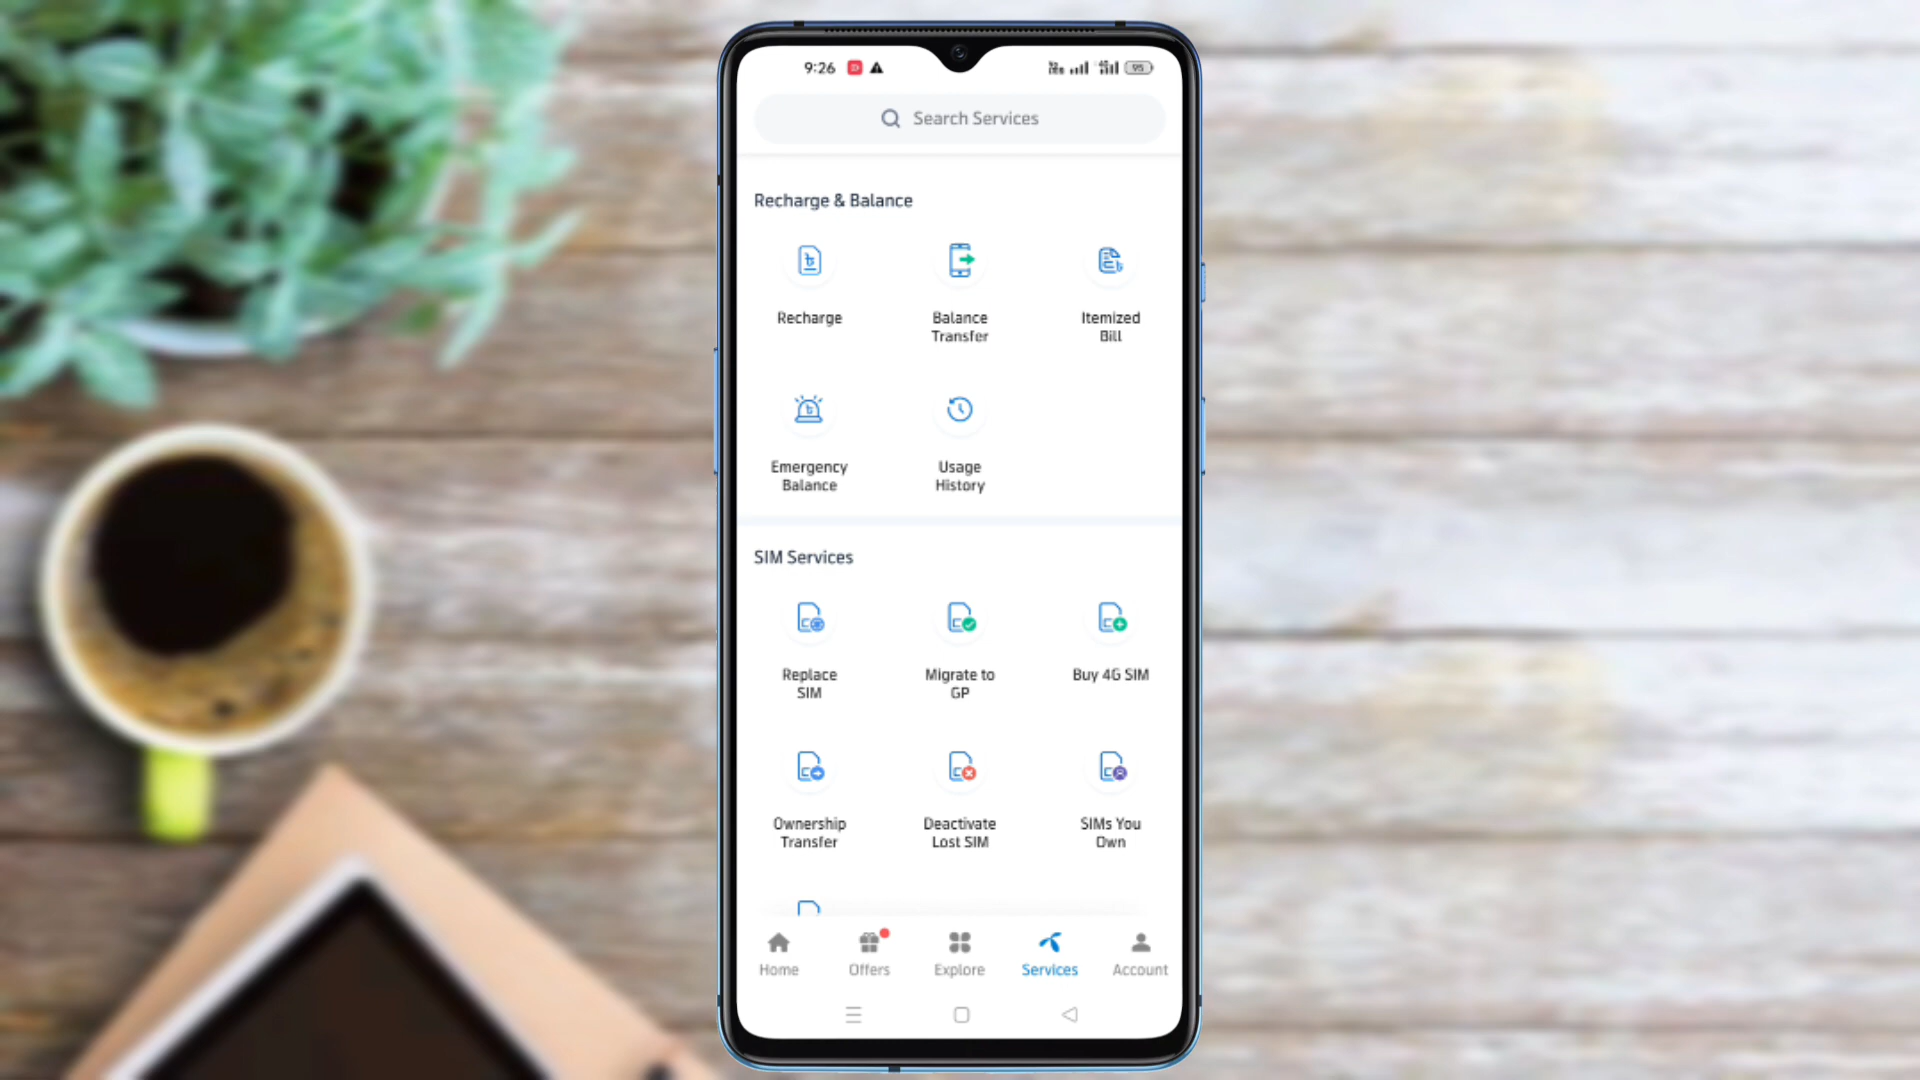 9:26
95
Search Services
Recharge & Balance
Recharge
Balance
Transfer
Itemized
Bill
Emergency
Balance
Usage
History
SIM Services
Replace
SIM
Migrate to
GP
Buy 4G SIM
Ownership
Transfer
Deactivate
Lost SIM
SIMs You
Own
Home
Offers
Explore
Services
Account